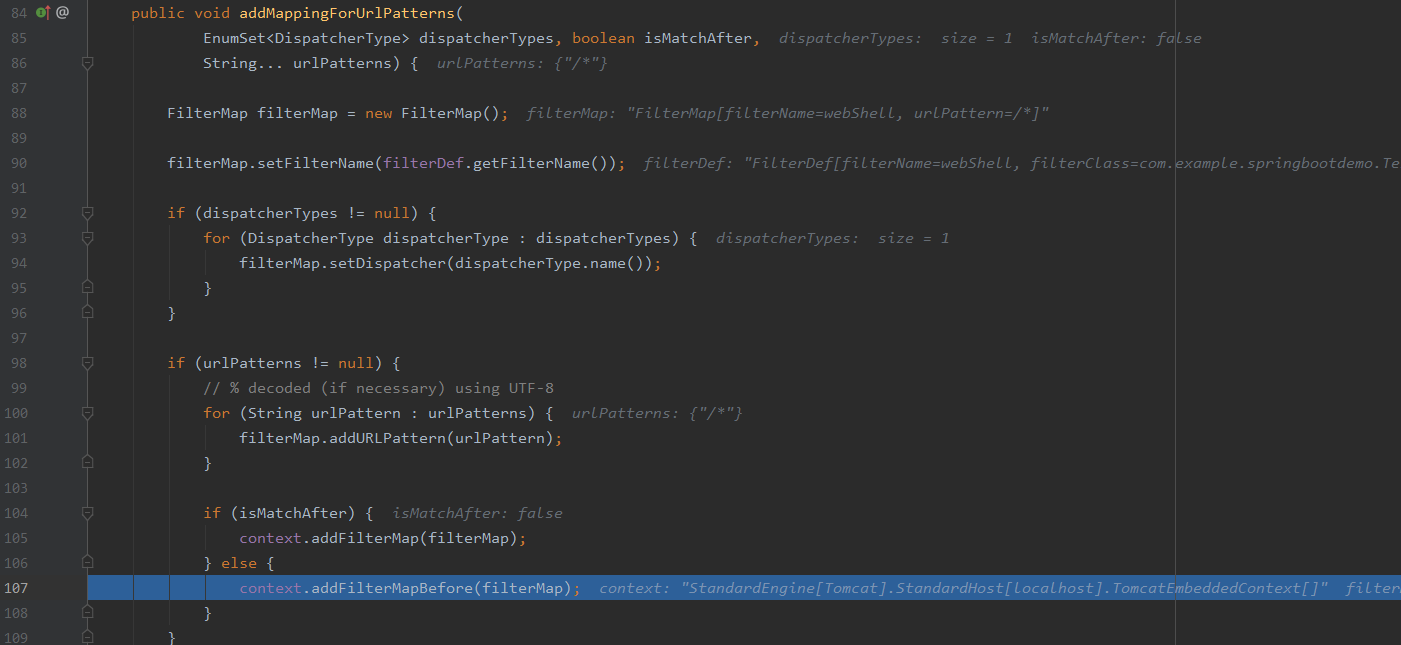 84 @ public void addMappingForUrlPatterns(
85 EnumSet<DispatcherType> dispatcherTypes, boolean isMatchAfter, dispatcherTypes: size = 1 isMatchAfter: false
86 String... urlPatterns) { urlPatterns: {"/*"}
87
88 FilterMap filterMap = new FilterMap(); filterMap: "FilterMap[filterName=webShell, urlPattern=/*]"
89
90 filterMap.setFilterName(filterDef.getFilterName()); filterDef: "FilterDef[filterName=webShell, filterClass=com.example.springbootdemo.Te
91
92 if (dispatcherTypes != null) {
93 for (DispatcherType dispatcherType : dispatcherTypes) { dispatcherTypes: size = 1
94 filterMap.setDispatcher(dispatcherType.name());
95 }
96 }
97
98 if (urlPatterns != null) {
99 // % decoded (if necessary) using UTF-8
100 for (String urlPattern : urlPatterns) { urlPatterns: {"/*"}
101 filterMap.addURLPattern(urlPattern);
102 }
103
104 if (isMatchAfter) { isMatchAfter: false
105 context.addFilterMap(filterMap);
106 } else {
107 context.addFilterMapBefore(filterMap); context: "StandardEngine[Tomcat].StandardHost[localhost].TomcatEmbeddedContext[]" filter
108 }
109 }